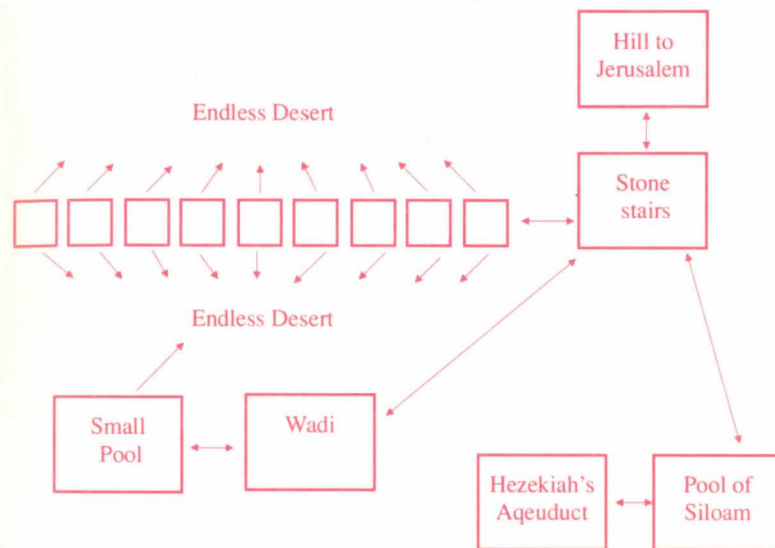 Hill to
Jerusalem
Endless Desert
Stone
stairs
Endless Desert
Small
Pool
Wadi
Hezekiah's
Aqeuduct
Pool of
Siloam